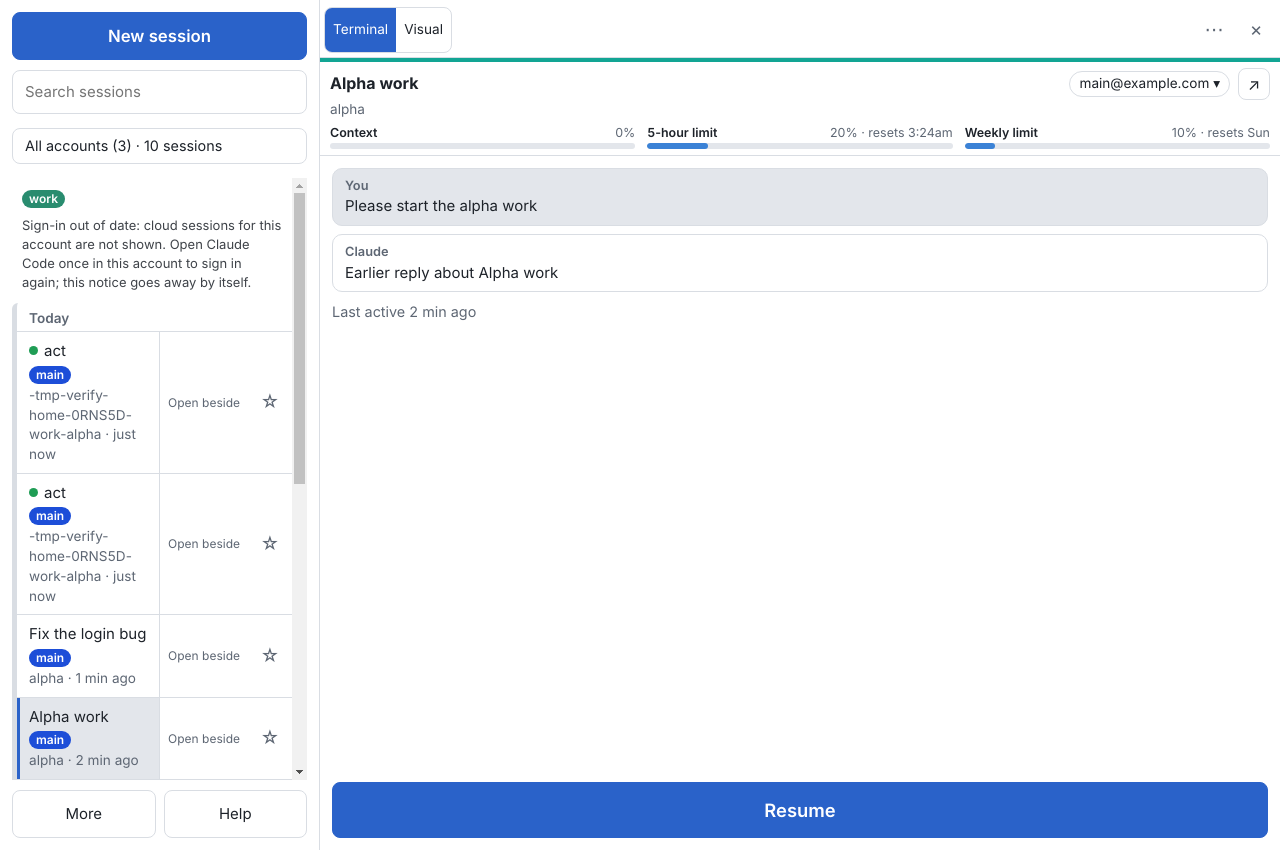 New session
Search sessions
All accounts (3) · 10 sessions
work
Sign-in out of date: cloud sessions for this
account are not shown. Open Claude
Code once in this account to sign in
again; this notice goes away by itself.
Today
act
main
-tmp-verify-
home-0RNS5D-
work-alpha · just
now
Open beside ☆
act
main
-tmp-verify-
home-0RNS5D-
work-alpha · just
now
Open beside ☆
Fix the login bug
main
alpha · 1 min ago
Open beside ☆
Alpha work
main
alpha · 2 min ago
Open beside ☆
More
Help
Terminal Visual
··· ×
Alpha work
main@example.com ▾ ↗
alpha
Context 0%
5-hour limit 20% · resets 3:24am
Weekly limit 10% · resets Sun
You
Please start the alpha work
Claude
Earlier reply about Alpha work
Last active 2 min ago
Resume